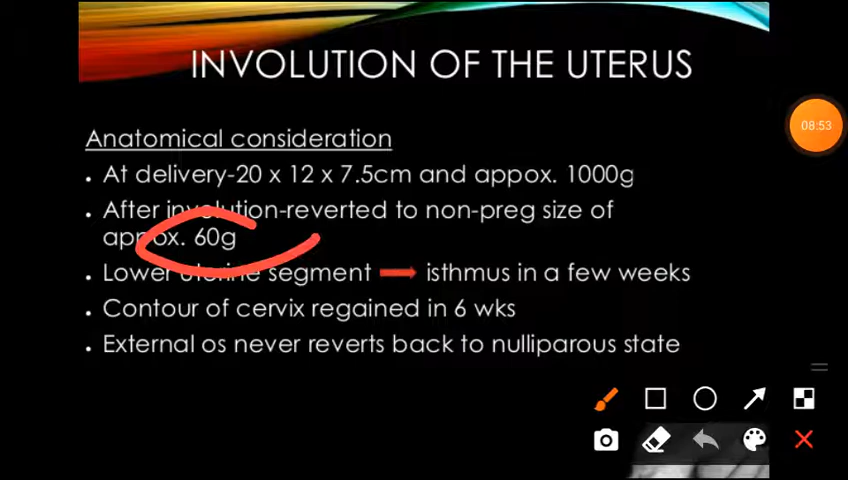 INVOLUTION OF THE UTERUS
08:53
Anatomical consideration
• At delivery-20 x 12 x 7.5cm and appox. 1000g
• After involution-reverted to non-preg size of
appox. 60g
• Lower uterine segment isthmus in a few weeks
• Contour of cervix regained in 6 wks
• External os never reverts back to nulliparous state